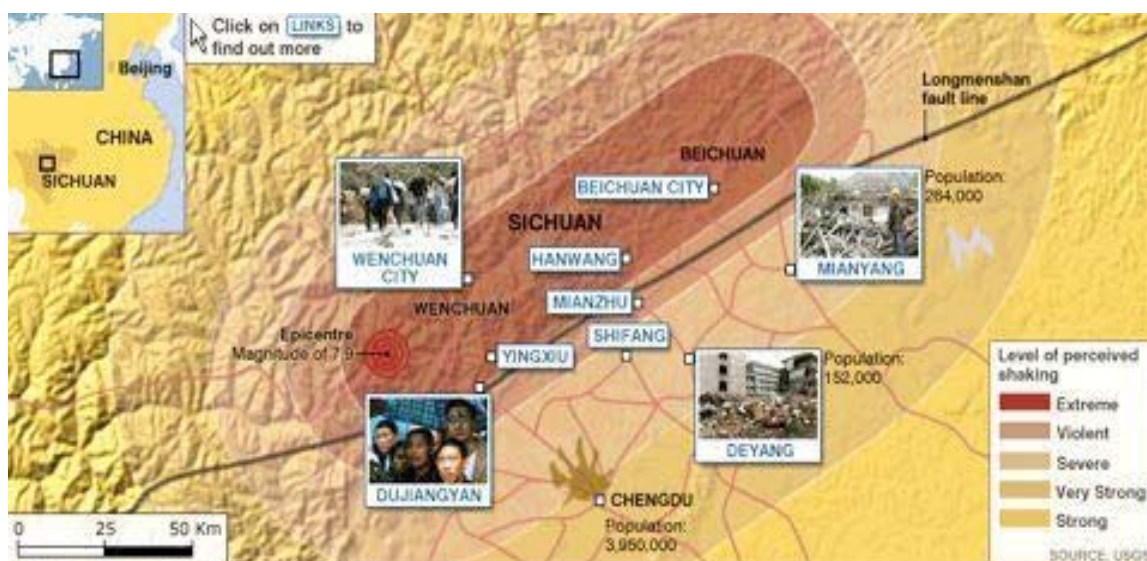 Click on LINKS to
find out more
Beijing
CHINA
SICHUAN
Longmenshan
fault line
BEICHUAN
BEICHUAN CITY
Population:
264,000
SICHUAN
WENCHUAN
CITY
HANWANG
MIANYANG
WENCHUAN
MIANZHU
Epicentre
Magnitude of 7.9
SHIFANG
YINGXIU
Population:
152,000
Level of perceived
shaking
Extreme
Violent
Severe
Very Strong
Strong
DEYANG
DUJIANGYAN
CHENGDU
Population:
3,950,000
0 25 50 Km
SOURCE: USGS